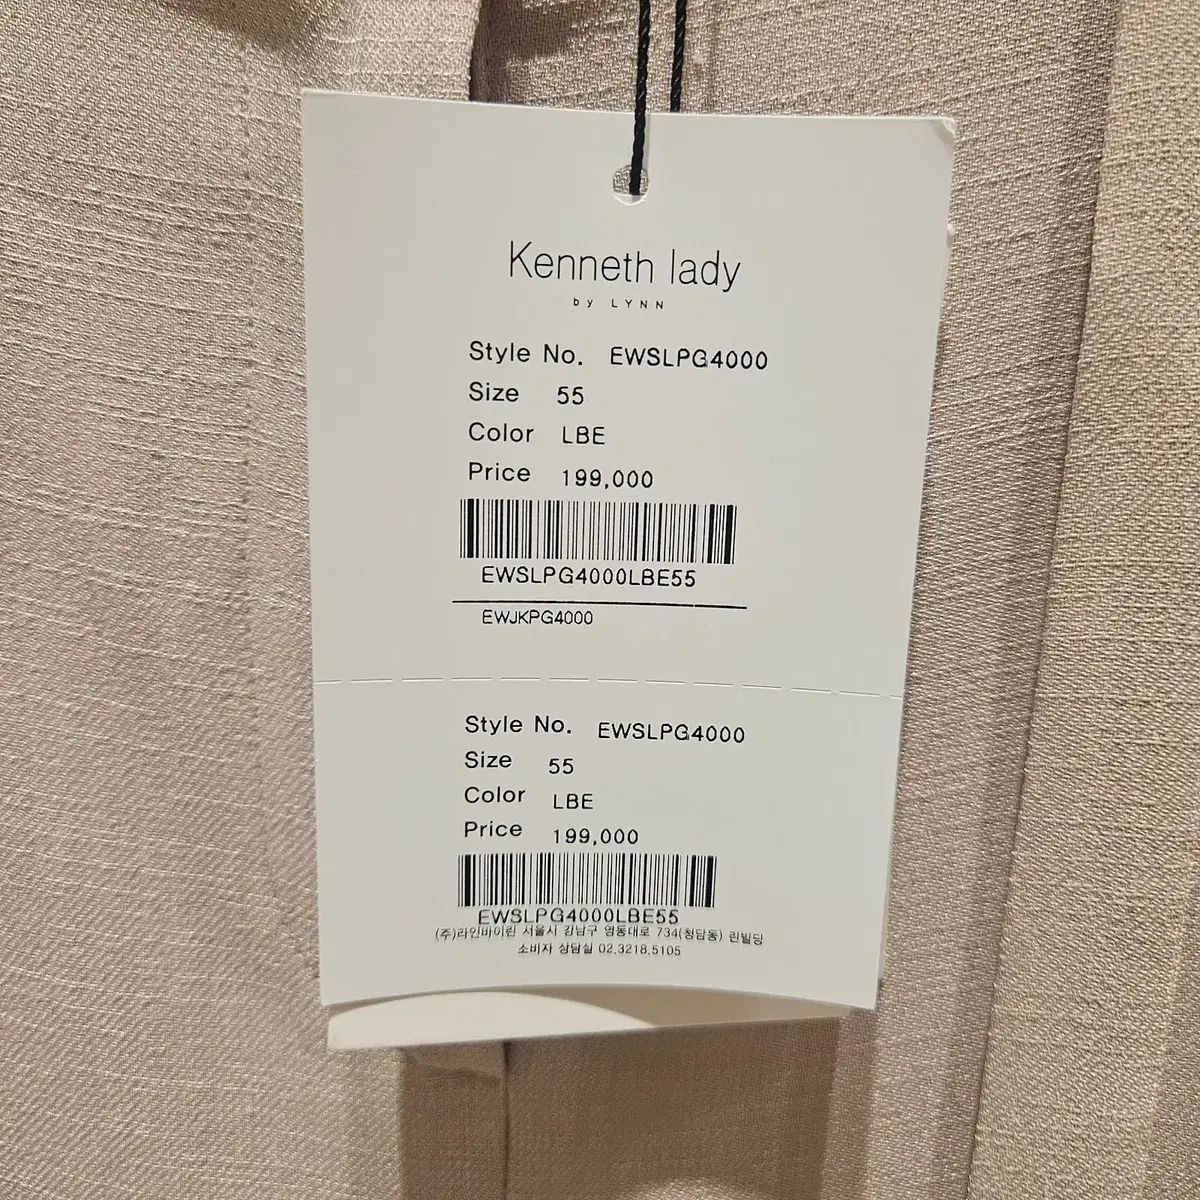 Kenneth lady
by LYNN
Style No. EWSLPG4000
Size 55
Color LBE
Price 199,000
EWSLPG4000LBE55
EWJKPG4000
Style No. EWSLPG4000
Size 55
Color LBE
Price 199,000
EWSLPG4000LBE55
(주)라인바이린 서울시 강남구 영동대로 734(청담동) 린빌딩
소비자 상담실 02.3218.5105